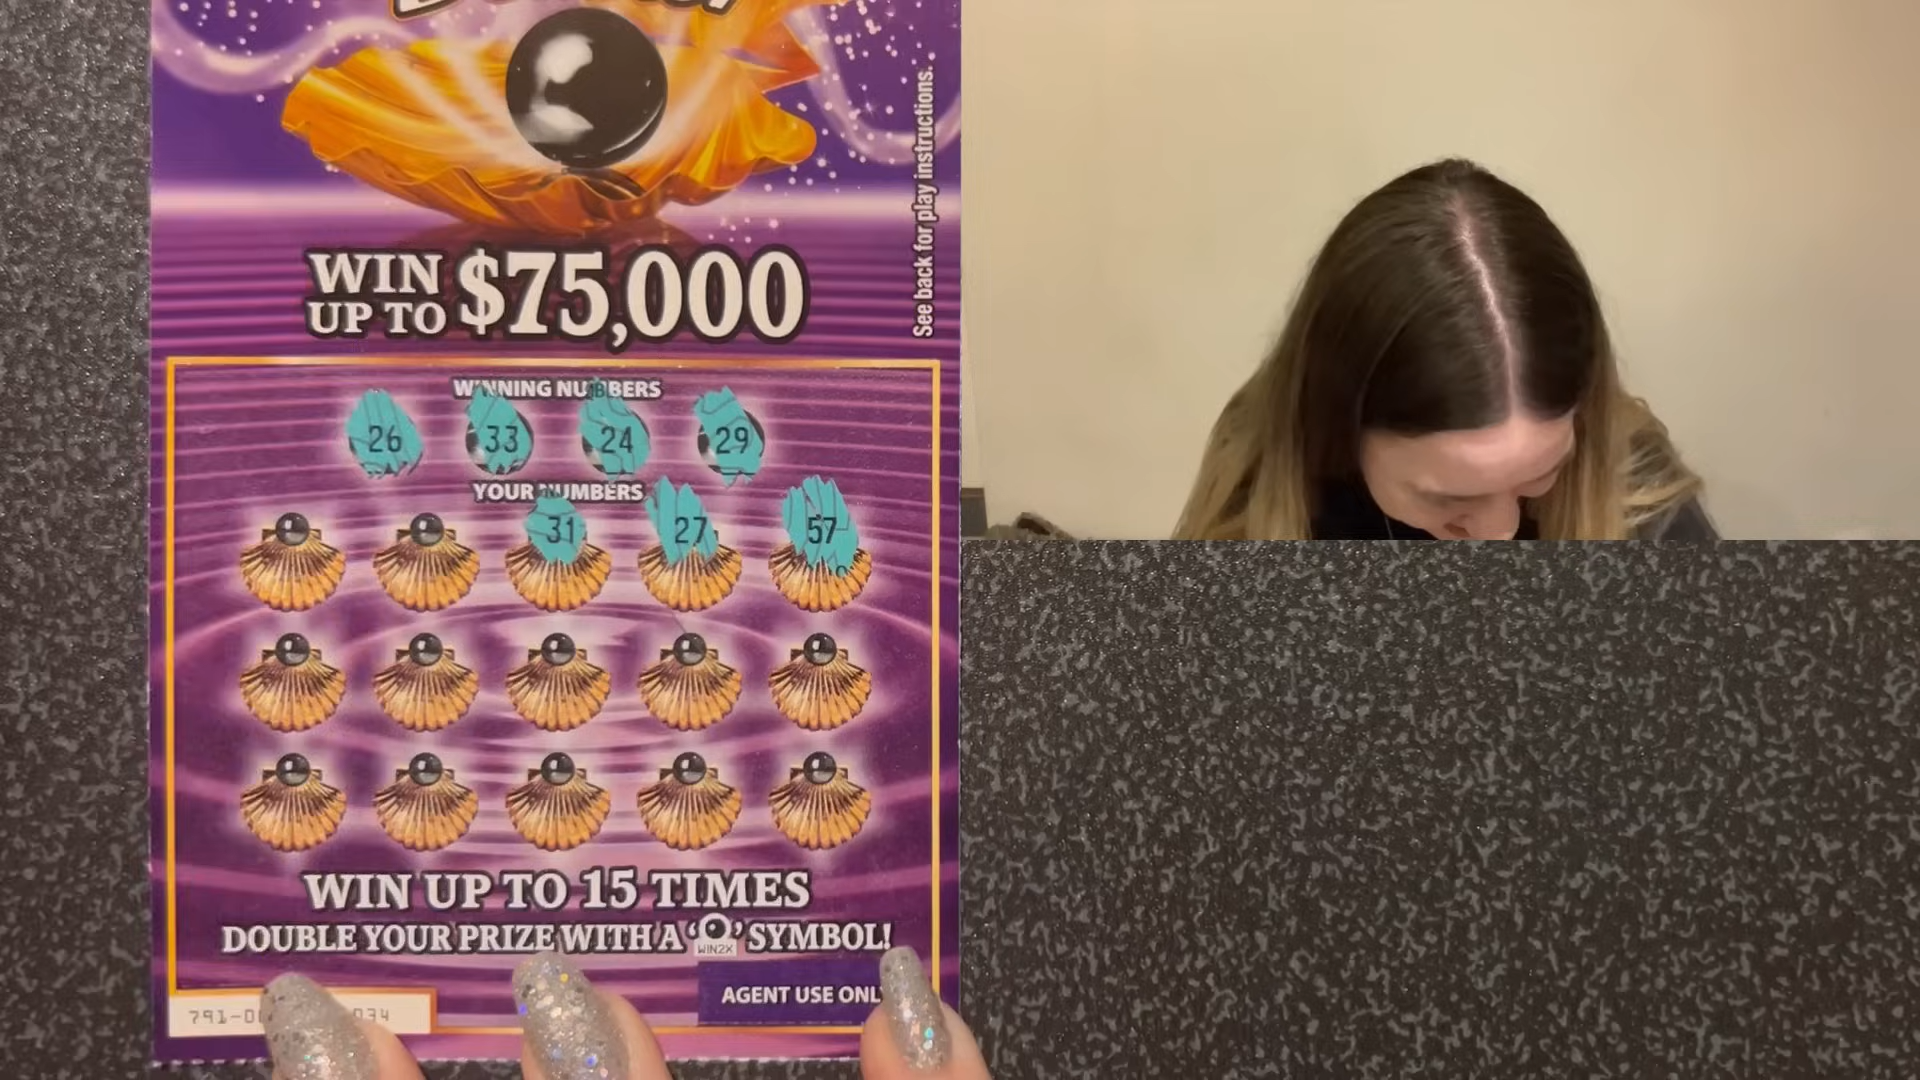 WIN
UP TO $75,000
See back for play instructions.
WINNING NUMBERS
26 33 24 29
YOUR NUMBERS
31 27 57
WIN UP TO 15 TIMES
DOUBLE YOUR PRIZE WITH A ' ' SYMBOL!
WIN2X
AGENT USE ONLY